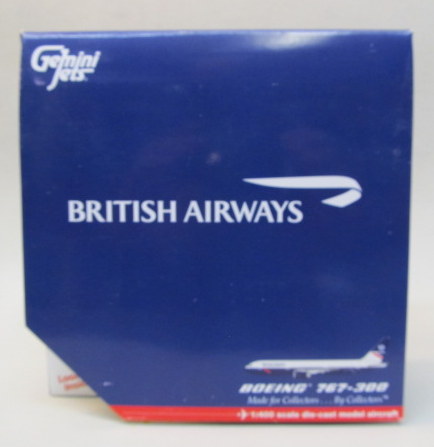 Gemini
Jets
BRITISH AIRWAYS
BOEING 767-300
Made for Collectors . . . By Collectors™
1:400 scale die-cast model aircraft